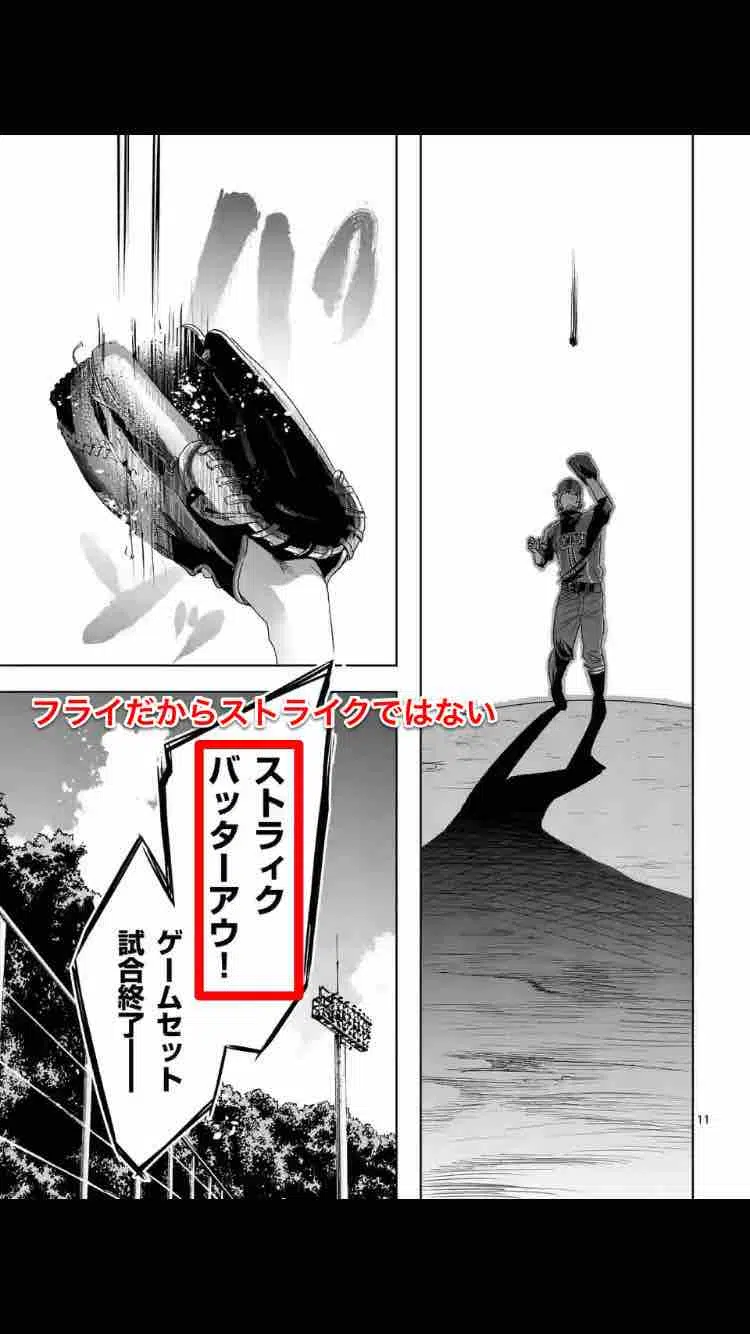 フライだからストライクではない
ストラィク
バッターアウ！
ゲームセット
試合終了──
11